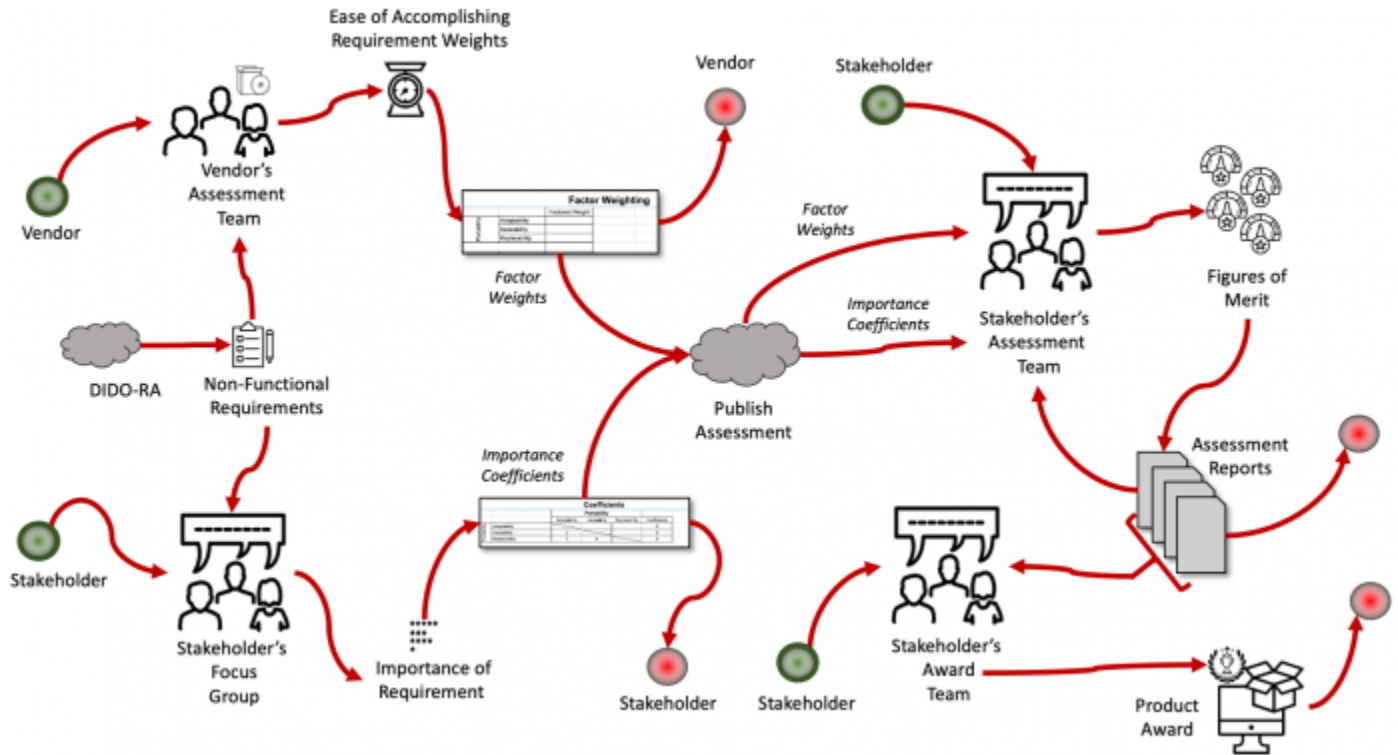 Ease of Accomplishing
Requirement Weights
Vendor
Stakeholder
Vendor's
Assessment
Team
Vendor
Factor Weighting
Factor
Weights
Factor
Weights
Importance
Coefficients
Figures of
Merit
Stakeholder's
Assessment
Team
DIDO-RA
Non-Functional
Requirements
Publish
Assessment
Importance
Coefficients
Assessment
Reports
Coefficients
Stakeholder
Stakeholder's
Focus
Group
Importance of
Requirement
Stakeholder
Stakeholder
Stakeholder's
Award
Team
Product
Award